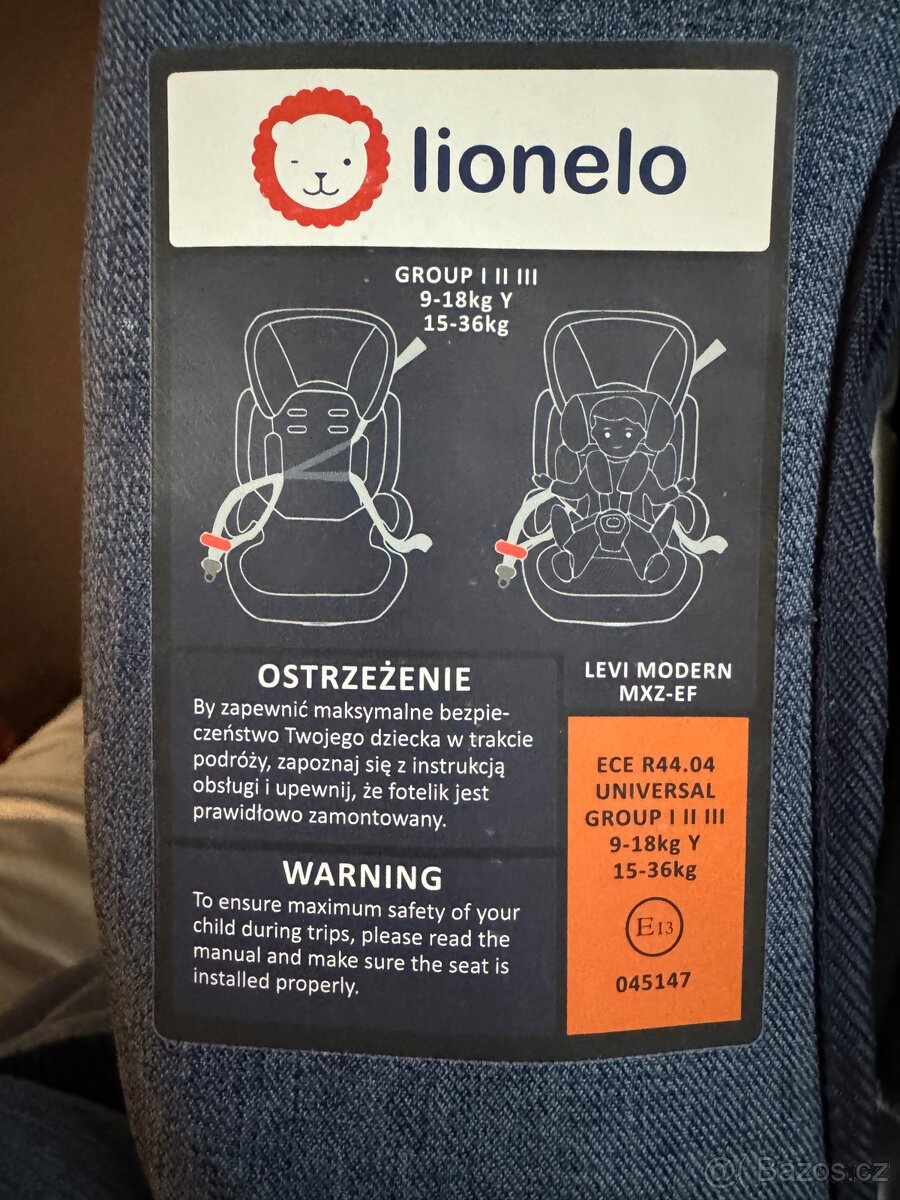 lionelo
GROUP I II III
9-18kg Y
15-36kg
OSTRZEŻENIE
By zapewnić maksymalne bezpie-
czeństwo Twojego dziecka w trakcie
podróży, zapoznaj się z instrukcją
obsługi i upewnij, że fotelik jest
prawidłowo zamontowany.
WARNING
To ensure maximum safety of your
child during trips, please read the
manual and make sure the seat is
installed properly.
LEVI MODERN
MXZ-EF
ECE R44.04
UNIVERSAL
GROUP I II III
9-18kg Y
15-36kg
E13
045147
Bazos.cz